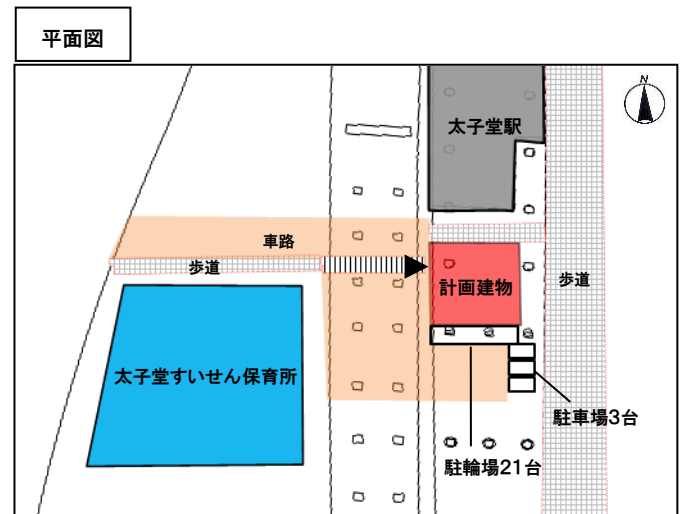 平面図
N
太子堂駅
車路
歩道
計画建物
歩道
太子堂すいせん保育所
駐車場3台
駐輪場21台